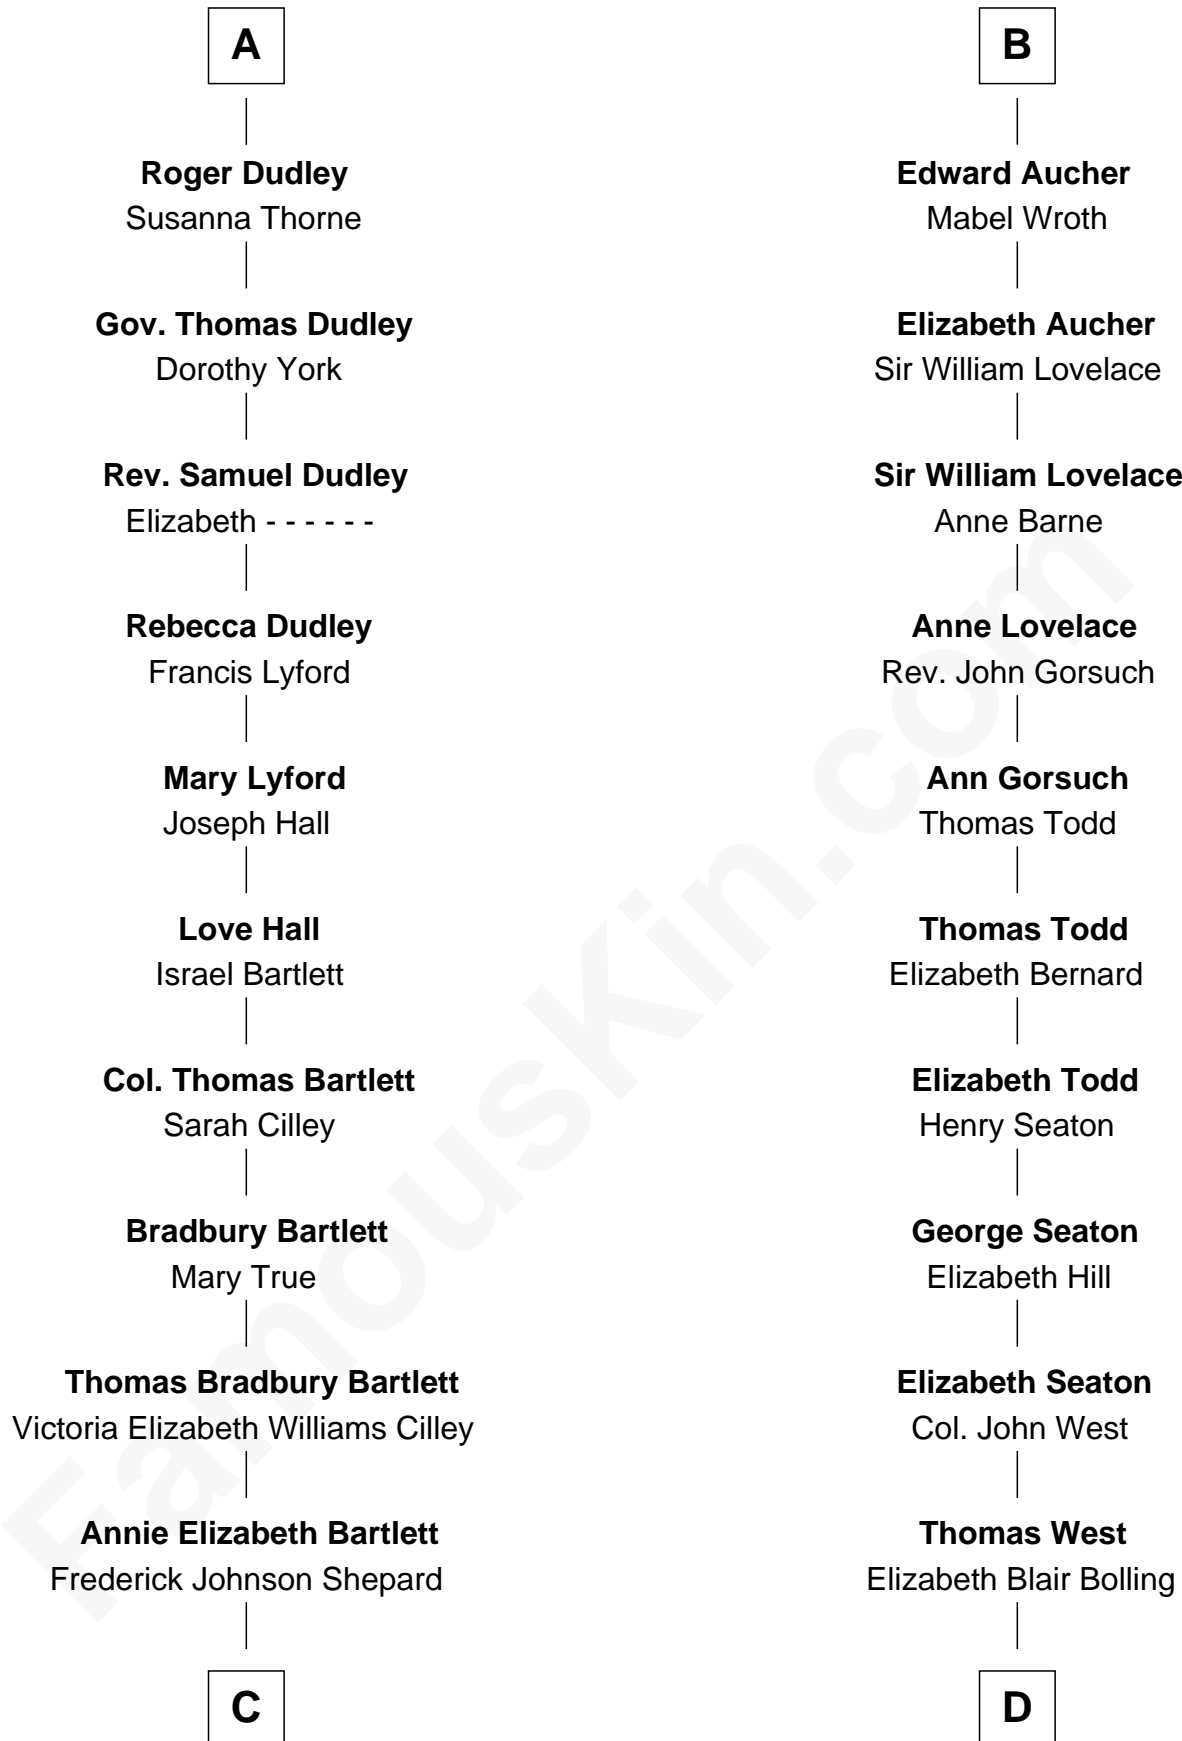 A
Roger Dudley
Susanna Thorne
Gov. Thomas Dudley
Dorothy York
Rev. Samuel Dudley
Elizabeth - - - - - -
Rebecca Dudley
Francis Lyford
Mary Lyford
Joseph Hall
Love Hall
Israel Bartlett
Col. Thomas Bartlett
Sarah Cilley
Bradbury Bartlett
Mary True
Thomas Bradbury Bartlett
Victoria Elizabeth Williams Cilley
Annie Elizabeth Bartlett
Frederick Johnson Shepard
C
B
Edward Aucher
Mabel Wroth
Elizabeth Aucher
Sir William Lovelace
Sir William Lovelace
Anne Barne
Anne Lovelace
Rev. John Gorsuch
Ann Gorsuch
Thomas Todd
Thomas Todd
Elizabeth Bernard
Elizabeth Todd
Henry Seaton
George Seaton
Elizabeth Hill
Elizabeth Seaton
Col. John West
Thomas West
Elizabeth Blair Bolling
D
FamousKin.com